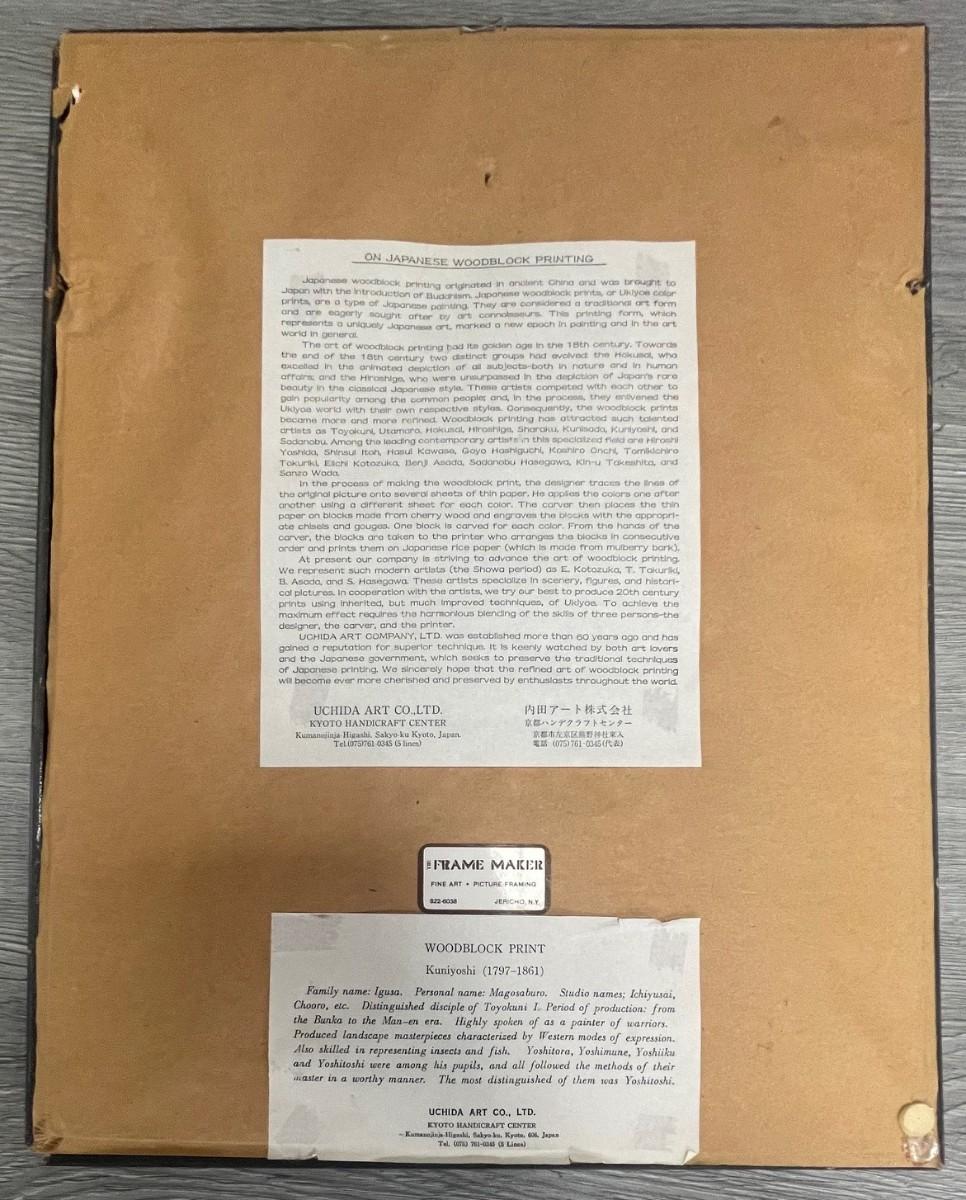 ON JAPANESE WOODBLOCK PRINTING
Japanese woodblock printing originated in ancient China and was brought to
Japan with the introduction of Buddhism. Japanese woodblock prints, or Ukiyoe color
prints, are a type of Japanese painting. They are considered a traditional art form
and are eagerly sought after by art connoisseurs. This printing form, which
represents a uniquely Japanese art, marked a new epoch in painting and in the art
world in general.
The art of woodblock printing had its golden age in the 18th century. Towards
the end of the 18th century two distinct groups had evolved the Hokusai, who
excelled in the animated depiction of all subjects-both in nature and in human
affairs; and the Hiroshige, who were unsurpassed in the depiction of Japan's rare
beauty in the classical Japanese style. These artists competed with each other to
gain popularity among the common people; and, in the process, they enlivened the
Ukiyoe world with their own respective styles. Consequently, the woodblock prints
became more and more refined. Woodblock printing has attracted such talented
artists as Toyokuni, Utamaro, Hokusai, Hiroshige, Sharaku, Kunisada, Kuniyoshi, and
Sadanobu. Among the leading contemporary artists in this specialized field are Hiroshi
Yoshida, Shinsui Itoh, Hasui Kawase, Goyo Hashiguchi, Koshiro Onchi, Tomikichiro
Tokuriki, Eiichi Kotozuka, Benji Asada, Sadanobu Hasegawa, Kin-u Takeshita, and
Sanzo Wada.
In the process of making the woodblock print, the designer traces the lines of
the original picture onto several sheets of thin paper. He applies the colors one after
another using a different sheet for each color. The carver then places the thin
paper on blocks made from cherry wood and engraves the blocks with the appropri-
ate chisels and gouges. One block is carved for each color. From the hands of the
carver, the blocks are taken to the printer who arranges the blocks in consecutive
order and prints them on Japanese rice paper (which is made from mulberry bark).
At present our company is striving to advance the art of woodblock printing.
We represent such modern artists (the Showa period) as E. Kotozuka, T. Takuriki,
B. Asada, and S. Hasegawa. These artists specialize in scenery, figures, and histori-
cal pictures. In cooperation with the artists, we try our best to produce 20th century
prints using inherited, but much improved techniques, of Ukiyoe. To achieve the
maximum effect requires the harmonious blending of the skills of three persons-the
designer, the carver, and the printer.
UCHIDA ART COMPANY, LTD. was established more than 60 years ago and has
gained a reputation for superior technique. It is keenly watched by both art lovers
and the Japanese government, which seeks to preserve the traditional techniques
of Japanese printing. We sincerely hope that the refined art of woodblock printing
will become ever more cherished and preserved by enthusiasts throughout the world.
UCHIDA ART CO.,LTD.
KYOTO HANDICRAFT CENTER
Kumanojinja-Higashi, Sakyo-ku Kyoto, Japan.
Tel.(075)761-0345 (5 lines)
内田アート株式会社
京都ハンデクラフトセンター
京都市左京区熊野神社東入
電話 (075)761-0345(代表)
THE FRAME MAKER
FINE ART • PICTURE FRAMING
822-6038 JERICHO, N.Y.
WOODBLOCK PRINT
Kuniyoshi (1797-1861)
Family name: Igusa. Personal name: Magosaburo. Studio names; Ichiyusai,
Chooro, etc. Distinguished disciple of Toyokuni I. Period of production: from
the Bunka to the Man-en era. Highly spoken of as a painter of warriors.
Produced landscape masterpieces characterized by Western modes of expression.
Also skilled in representing insects and fish. Yoshitora, Yoshimune, Yoshiiku
and Yoshitoshi were among his pupils, and all followed the methods of their
master in a worthy manner. The most distinguished of them was Yoshitoshi.
UCHIDA ART CO., LTD.
KYOTO HANDICRAFT CENTER
Kumanojinja-Higashi, Sakyo-ku, Kyoto, 606, Japan
Tel. (075) 761-0345 (5 Lines)